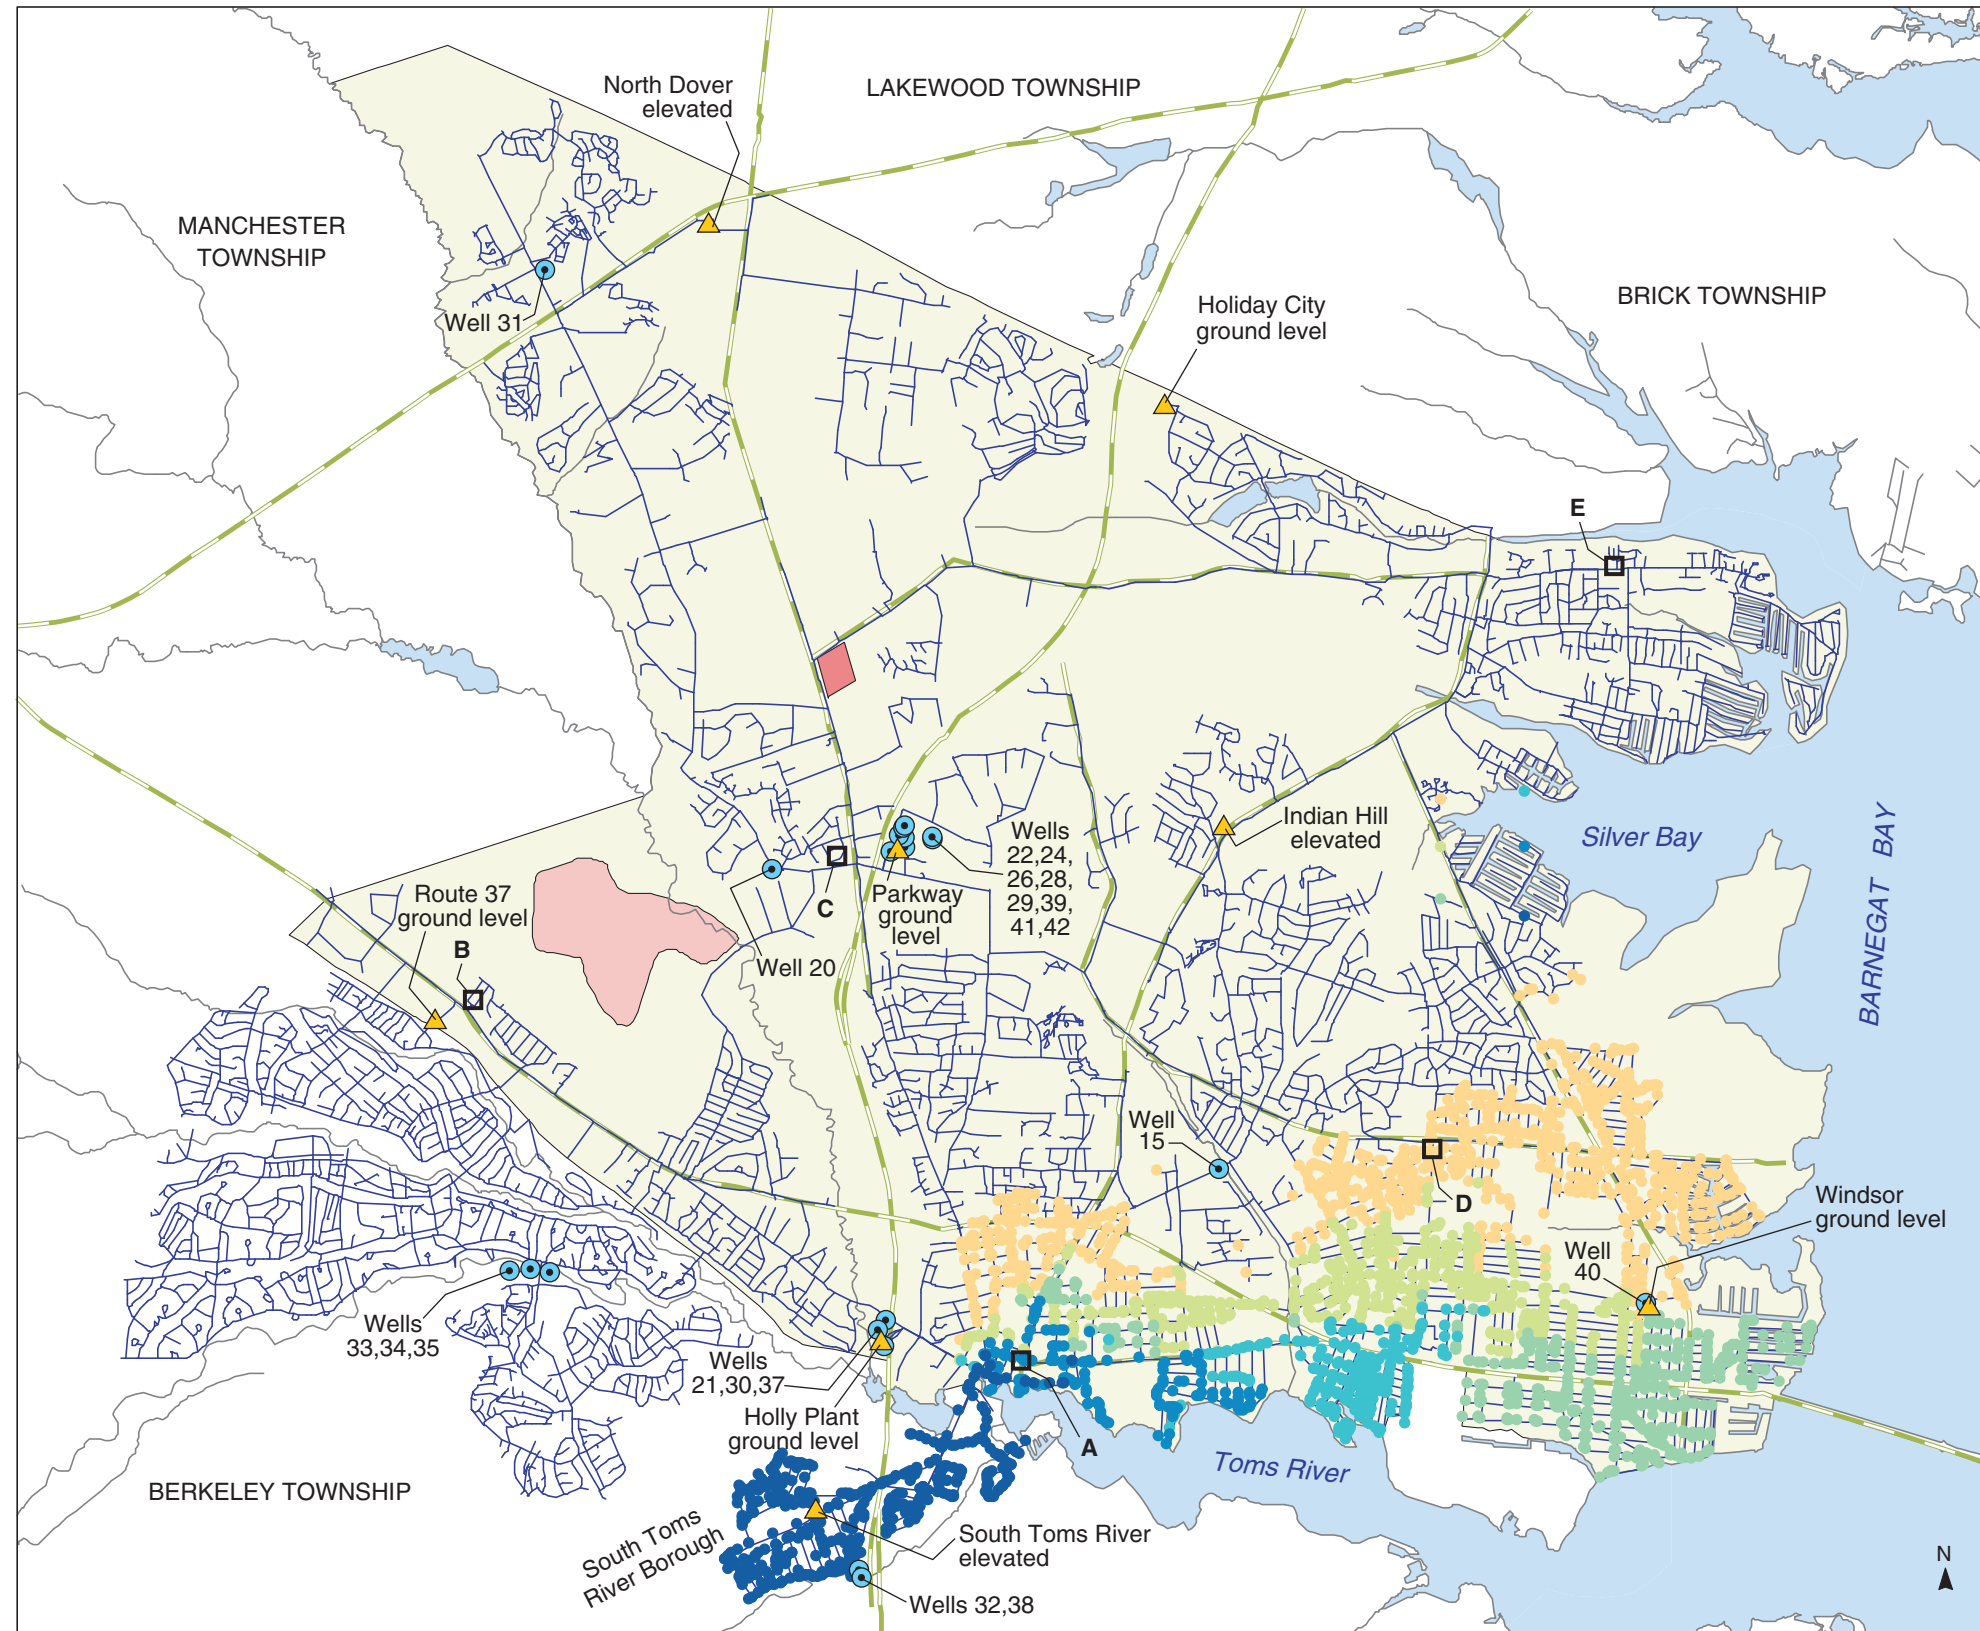 North Dover
elevated
LAKEWOOD TOWNSHIP
MANCHESTER
TOWNSHIP
Well 31
Holiday City
ground level
BRICK TOWNSHIP
E
Indian Hill
elevated
Silver Bay
BARNEGAT BAY
Wells
22,24,
26,28,
29,39,
41,42
Parkway
ground
level
C
Well 20
Route 37
ground level
B
Well
15
D
Windsor
ground level
Well
40
Wells
33,34,35
Wells
21,30,37
Holly Plant
ground level
A
Toms River
BERKELEY TOWNSHIP
South Toms
River Borough
South Toms River
elevated
Wells 32,38
N